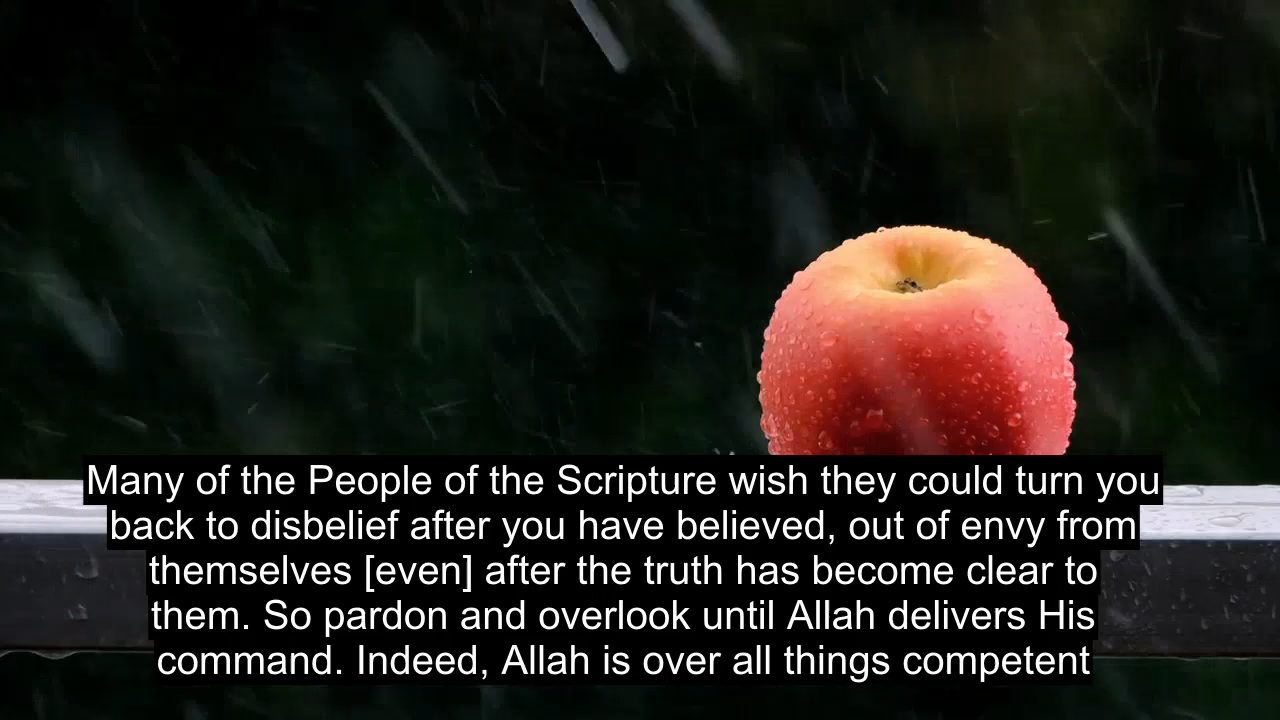 Many of the People of the Scripture wish they could turn you
back to disbelief after you have believed, out of envy from
themselves [even] after the truth has become clear to
them. So pardon and overlook until Allah delivers His
command. Indeed, Allah is over all things competent